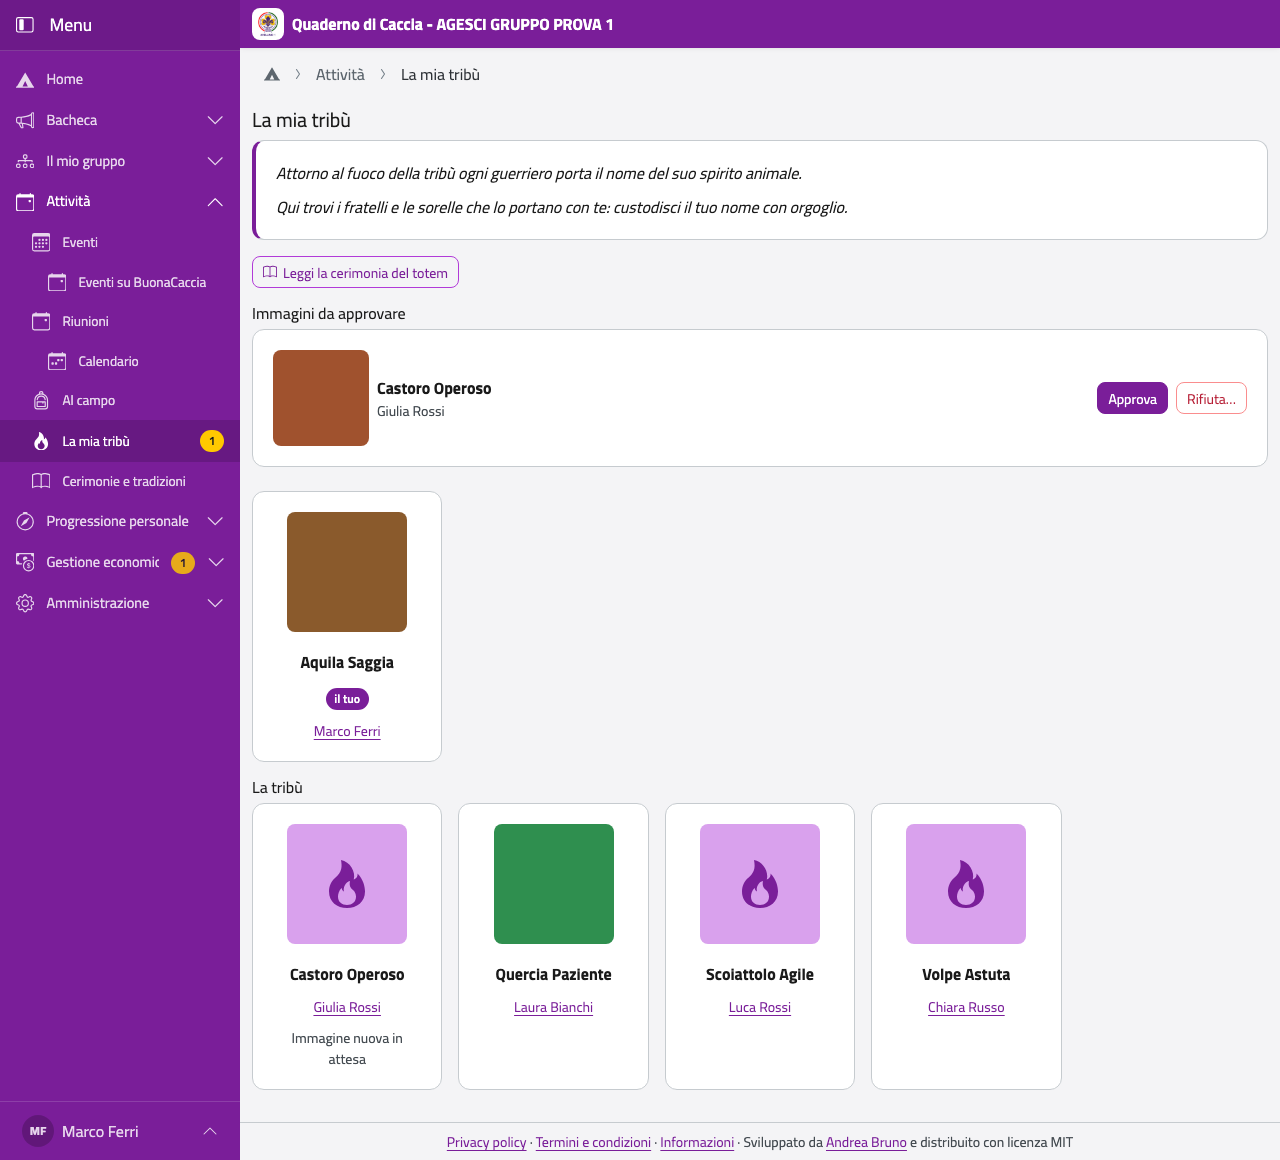 Menu
Quaderno di Caccia - AGESCI GRUPPO PROVA 1
Home
Bacheca
Il mio gruppo
Attività
Eventi
Eventi su BuonaCaccia
Riunioni
Calendario
Al campo
La mia tribù
1
Cerimonie e tradizioni
Progressione personale
Gestione economic
1
Amministrazione
MF
Marco Ferri
Attività
La mia tribù
La mia tribù
Attorno al fuoco della tribù ogni guerriero porta il nome del suo spirito animale.
Qui trovi i fratelli e le sorelle che lo portano con te: custodisci il tuo nome con orgoglio.
Leggi la cerimonia del totem
Immagini da approvare
Castoro Operoso
Giulia Rossi
Approva
Rifiuta...
Aquila Saggia
il tuo
Marco Ferri
La tribù
Castoro Operoso
Giulia Rossi
Immagine nuova in
attesa
Quercia Paziente
Laura Bianchi
Scoiattolo Agile
Luca Rossi
Volpe Astuta
Chiara Russo
Privacy policy · Termini e condizioni · Informazioni · Sviluppato da Andrea Bruno e distribuito con licenza MIT